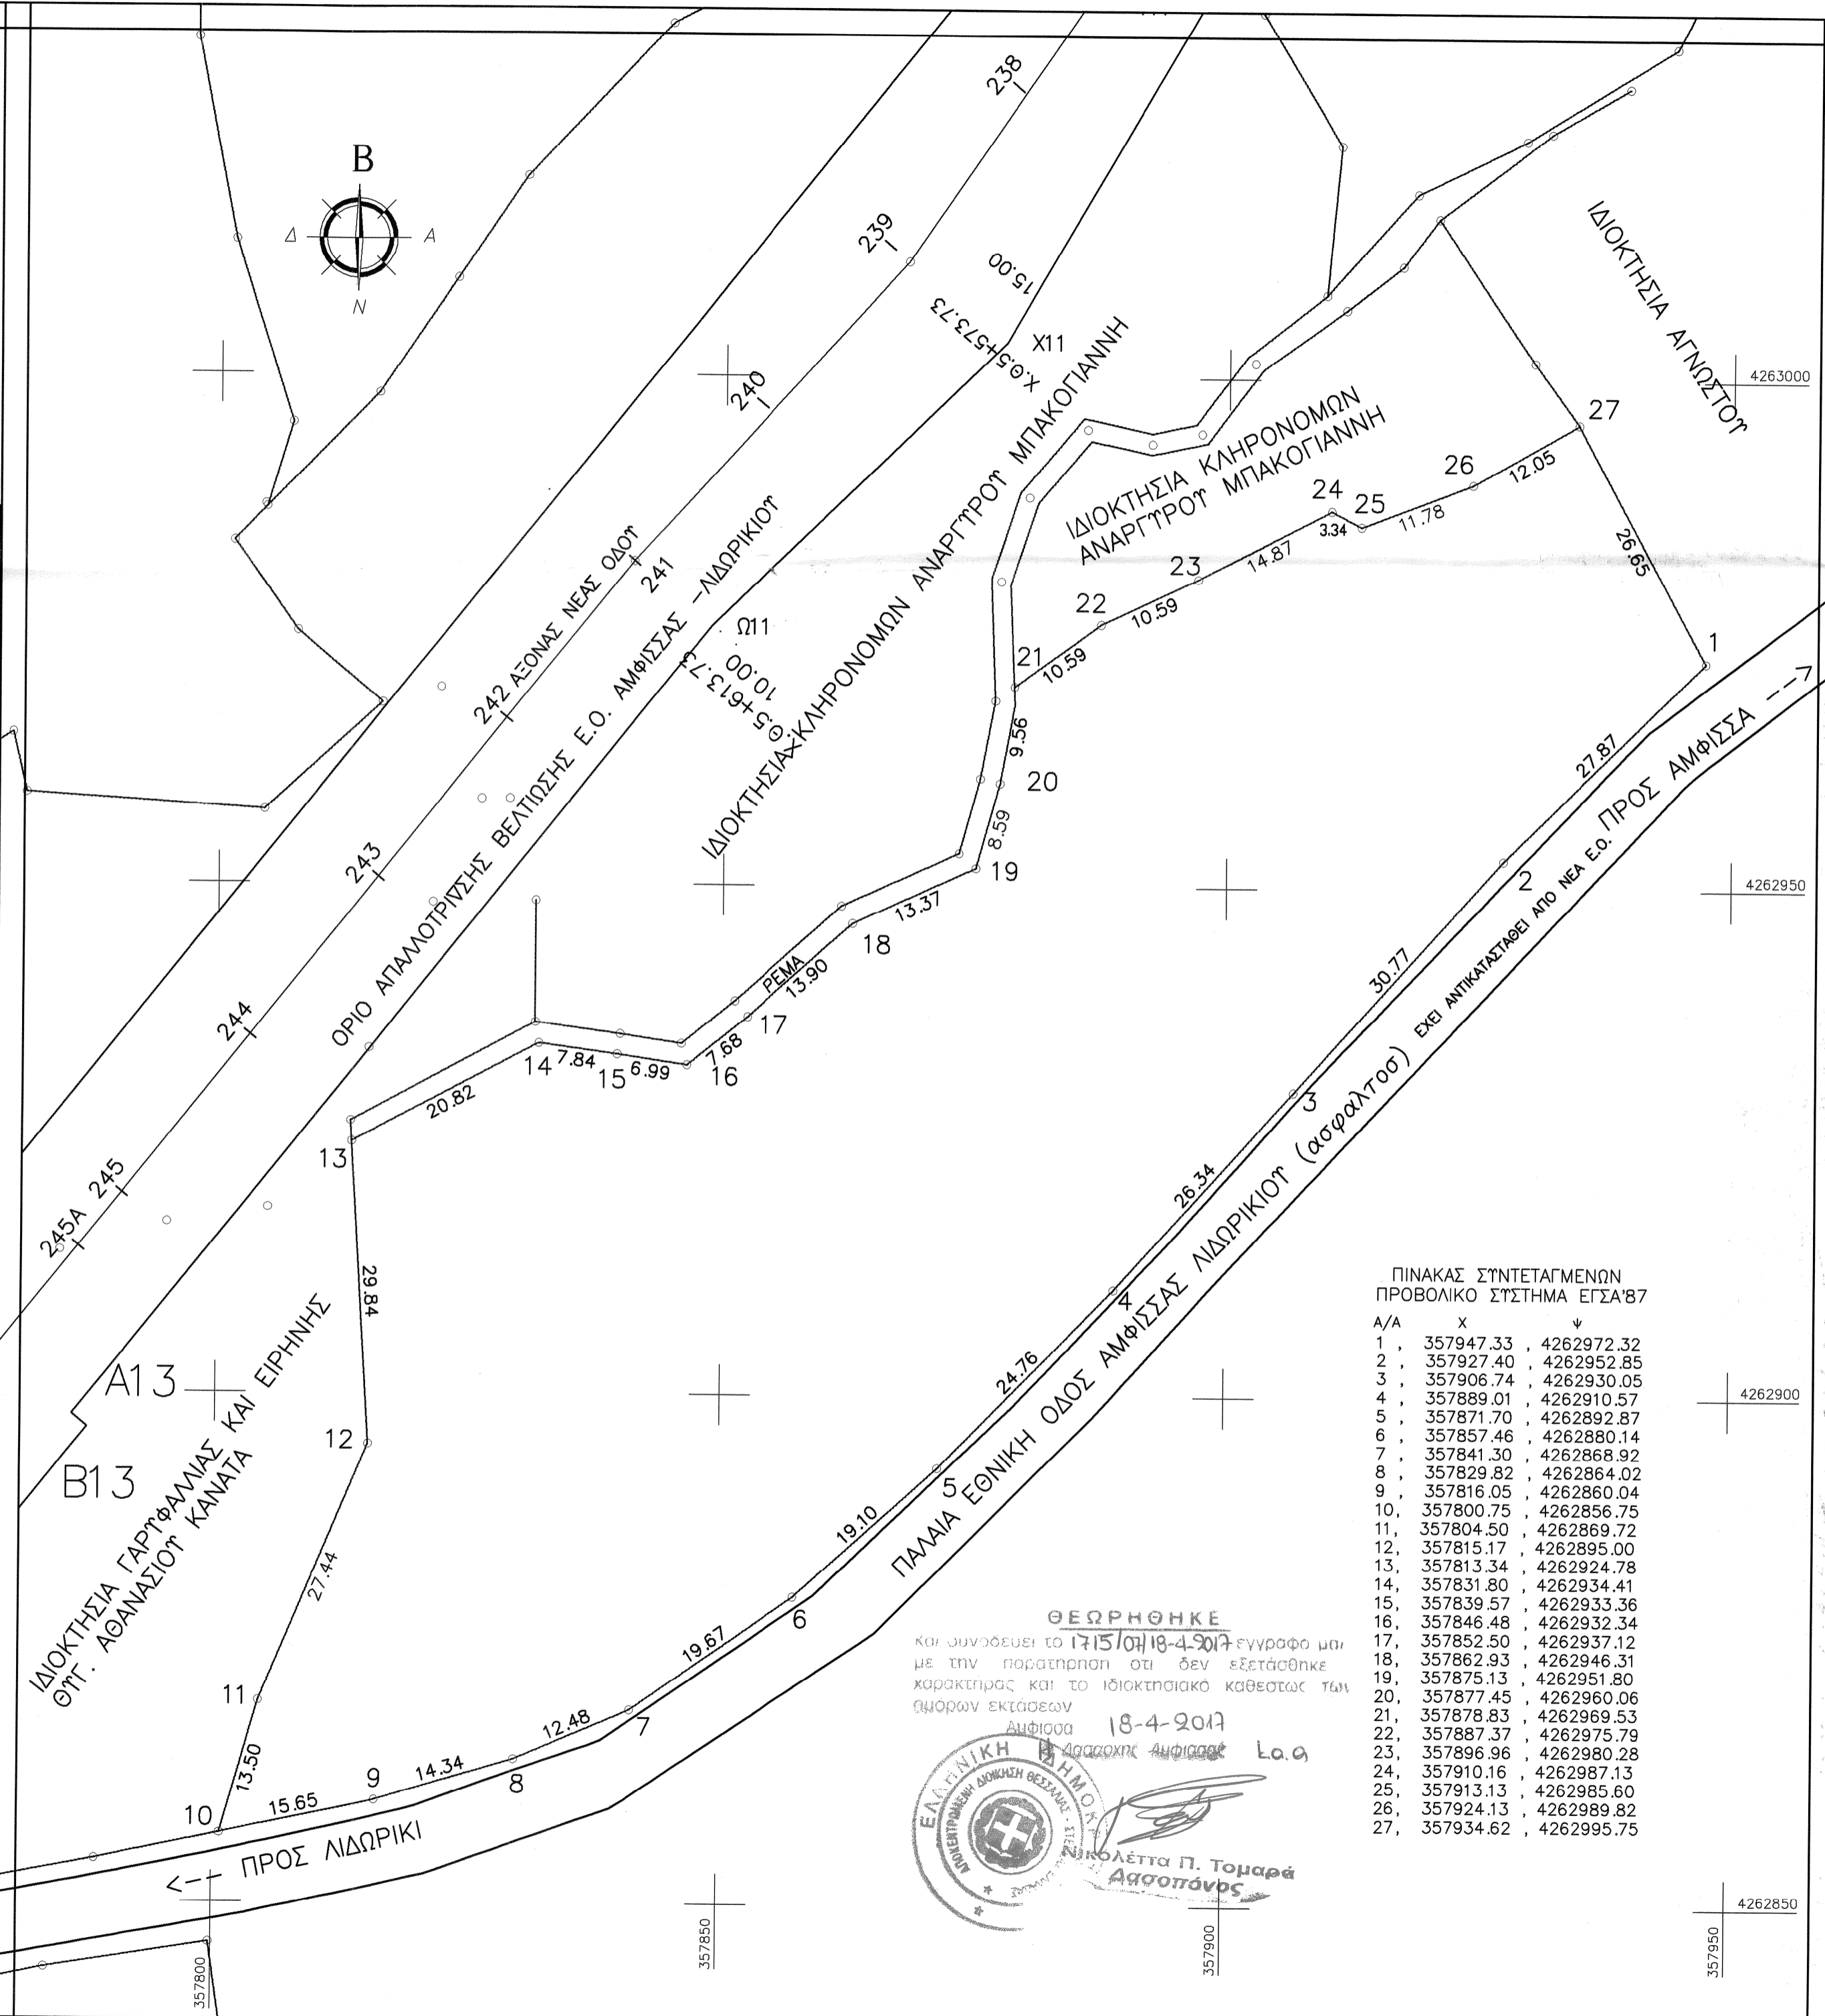 238
239
240
241
242 ΑΞΟΝΑΣ ΝΕΑΣ ΟΔΟΥ
243
244
245
245Α
Β
Δ
Α
Ν
15.00
Χ11
Χ.Θ.5+573.73
Ω11
10.00
Χ.Θ.5+613.73
ΟΡΙΟ ΑΠΑΛΛΟΤΡΙΩΣΗΣ ΒΕΛΤΙΩΣΗΣ Ε.Ο. ΑΜΦΙΣΣΑΣ -ΛΙΔΩΡΙΚΙΟΥ
ΙΔΙΟΚΤΗΣΙΑ ΚΛΗΡΟΝΟΜΩΝ ΑΝΑΡΓΥΡΟΥ ΜΠΑΚΟΓΙΑΝΝΗ
ΙΔΙΟΚΤΗΣΙΑ ΚΛΗΡΟΝΟΜΩΝ
ΑΝΑΡΓΥΡΟΥ ΜΠΑΚΟΓΙΑΝΝΗ
ΙΔΙΟΚΤΗΣΙΑ ΑΓΝΩΣΤΟΥ
4263000
4262950
4262900
4262850
357800
357850
357900
357950
27
26
25
24
23
22
21
20
19
18
17
16
15
14
13
12
11
10
9
8
7
6
5
4
3
2
1
12.05
11.78
3.34
14.87
10.59
10.59
9.56
8.59
13.37
13.90
ΡΕΜΑ
7.68
6.99
7.84
20.82
29.84
27.44
13.50
15.65
14.34
12.48
19.67
19.10
24.76
26.34
30.77
27.87
26.65
Α13
Β13
ΙΔΙΟΚΤΗΣΙΑ ΓΑΡΥΦΑΛΛΙΑΣ ΚΑΙ ΕΙΡΗΝΗΣ
ΘΥΓ. ΑΘΑΝΑΣΙΟΥ ΚΑΝΑΤΑ
<-- ΠΡΟΣ ΛΙΔΩΡΙΚΙ
ΠΑΛΑΙΑ ΕΘΝΙΚΗ ΟΔΟΣ ΑΜΦΙΣΣΑΣ ΛΙΔΩΡΙΚΙΟΥ (ασφαλτοσ) ΕΧΕΙ ΑΝΤΙΚΑΤΑΣΤΑΘΕΙ ΑΠΟ ΝΕΑ Ε.Ο. ΠΡΟΣ ΑΜΦΙΣΣΑ -->
ΠΙΝΑΚΑΣ ΣΥΝΤΕΤΑΓΜΕΝΩΝ
ΠΡΟΒΟΛΙΚΟ ΣΥΣΤΗΜΑ ΕΓΣΑ'87
Α/Α Χ Ψ
1 , 357947.33 , 4262972.32
2 , 357927.40 , 4262952.85
3 , 357906.74 , 4262930.05
4 , 357889.01 , 4262910.57
5 , 357871.70 , 4262892.87
6 , 357857.46 , 4262880.14
7 , 357841.30 , 4262868.92
8 , 357829.82 , 4262864.02
9 , 357816.05 , 4262860.04
10, 357800.75 , 4262856.75
11, 357804.50 , 4262869.72
12, 357815.17 , 4262895.00
13, 357813.34 , 4262924.78
14, 357831.80 , 4262934.41
15, 357839.57 , 4262933.36
16, 357846.48 , 4262932.34
17, 357852.50 , 4262937.12
18, 357862.93 , 4262946.31
19, 357875.13 , 4262951.80
20, 357877.45 , 4262960.06
21, 357878.83 , 4262969.53
22, 357887.37 , 4262975.79
23, 357896.96 , 4262980.28
24, 357910.16 , 4262987.13
25, 357913.13 , 4262985.60
26, 357924.13 , 4262989.82
27, 357934.62 , 4262995.75
ΘΕΩΡΗΘΗΚΕ
και συνοδεύει το 1715/07/18-4-2017 έγγραφο μας
με την παρατήρηση ότι δεν εξετάσθηκε
χαρακτήρας και το ιδιοκτησιακό καθεστώς των
ομόρων εκτάσεων
Αμφισσα 18-4-2017
Η Δασάρχης Αμφισσας κ.α.α
ΕΛΛΗΝΙΚΗ ΔΗΜΟΚ
ΑΠΟΚΕΝΤΡΩΜΕΝΗ ΔΙΟΙΚΗΣΗ ΘΕΣΣΑΛΙΑΣ - ΣΤΕΡ
Νικολέττα Π. Τομαρά
Δασοπόνος